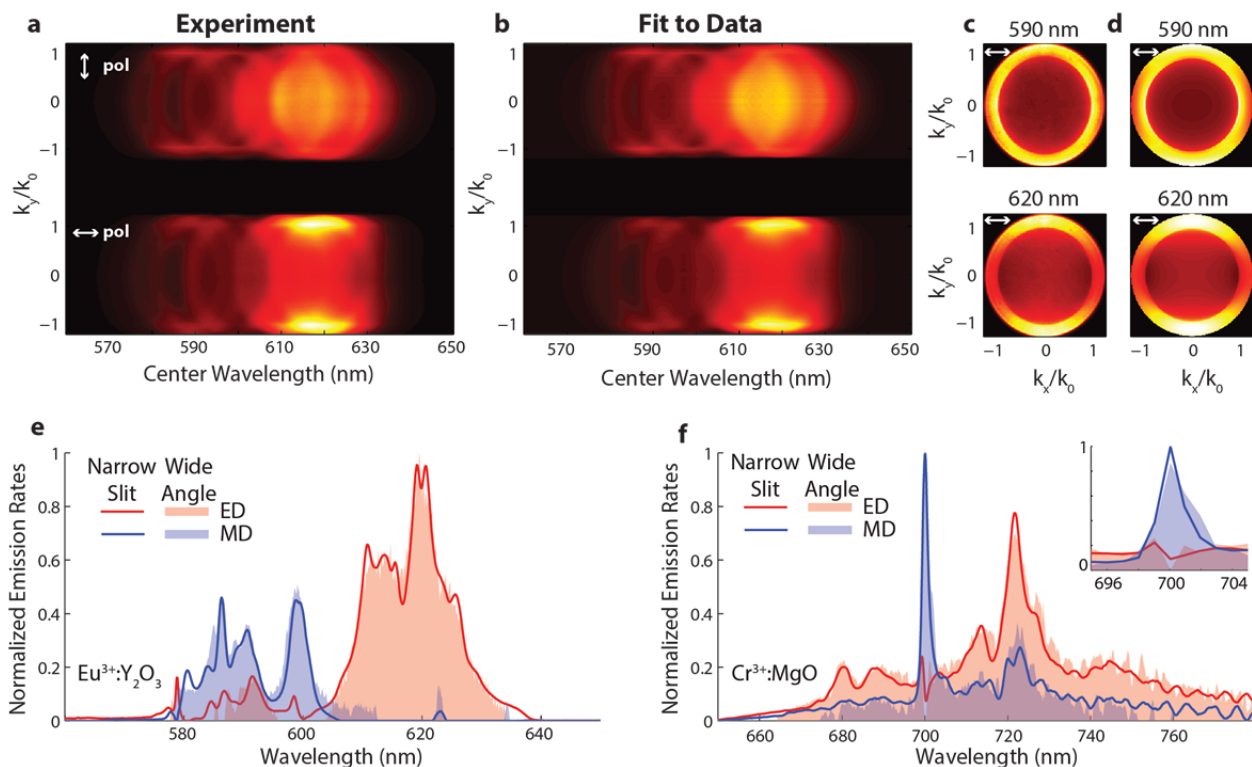 a Experiment b Fit to Data c 590 nm d 590 nm
1 pol 0 −1
k_y/k_0
1 pol 0 −1
570 590 610 630 650
Center Wavelength (nm)
570 590 610 630 650
Center Wavelength (nm)
k_y/k_0 1 0 −1
k_y/k_0 1 0 −1
620 nm 620 nm
k_y/k_0 1 0 −1
k_y/k_0 1 0 −1
−1 0 1 −1 0 1
k_x/k_0 k_x/k_0
e
Normalized Emission Rates
1
0.8
0.6
0.4
0.2
0
Narrow Wide
Slit Angle
ED
MD
Eu³⁺:Y₂O₃
580 600 620 640
Wavelength (nm)
f
Normalized Emission Rates
1
0.8
0.6
0.4
0.2
0
Narrow Wide
Slit Angle
ED
MD
1
0
696 700 704
Cr³⁺:MgO
660 680 700 720 740 760
Wavelength (nm)